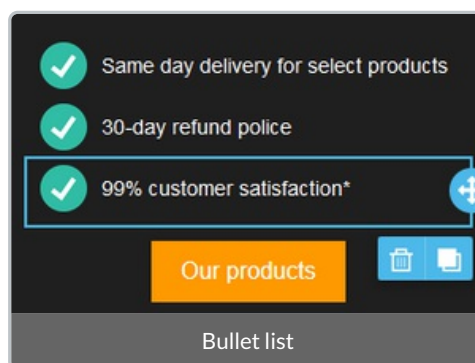 Same day delivery for select products
30-day refund police
99% customer satisfaction*
Our products
Bullet list